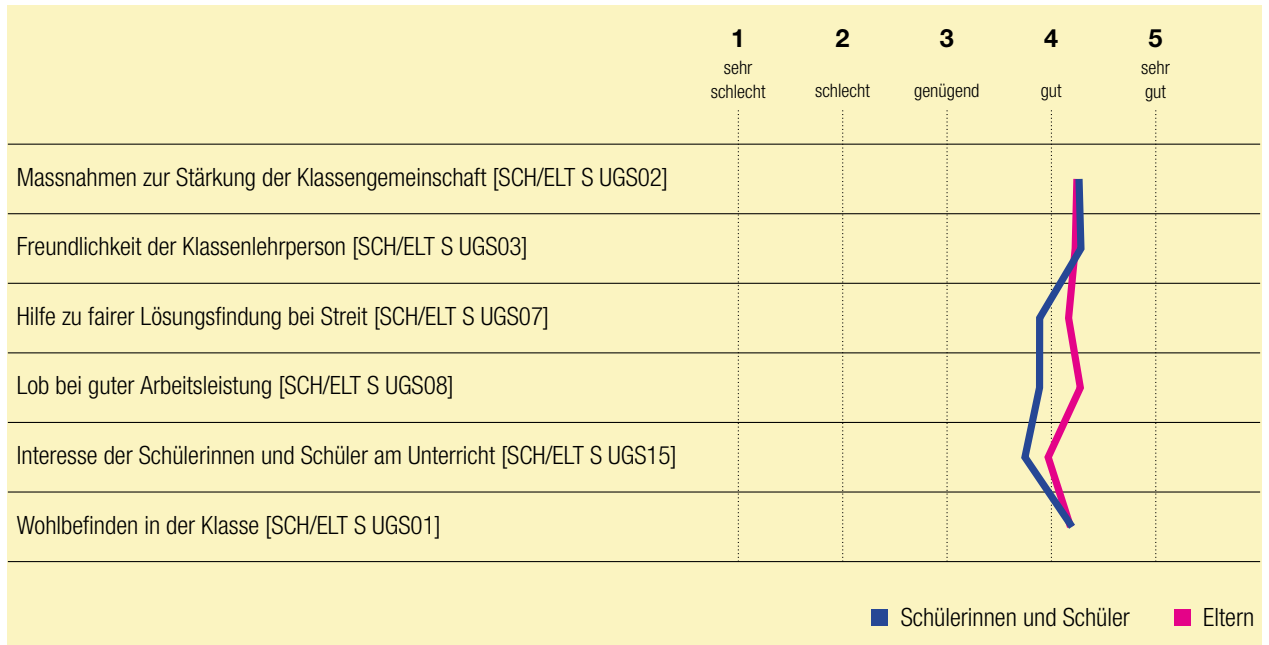 1 2 3 4 5
sehr schlecht schlecht genügend gut sehr gut
Massnahmen zur Stärkung der Klassengemeinschaft [SCH/ELT S UGS02]
Freundlichkeit der Klassenlehrperson [SCH/ELT S UGS03]
Hilfe zu fairer Lösungsfindung bei Streit [SCH/ELT S UGS07]
Lob bei guter Arbeitsleistung [SCH/ELT S UGS08]
Interesse der Schülerinnen und Schüler am Unterricht [SCH/ELT S UGS15]
Wohlbefinden in der Klasse [SCH/ELT S UGS01]
Schülerinnen und Schüler Eltern